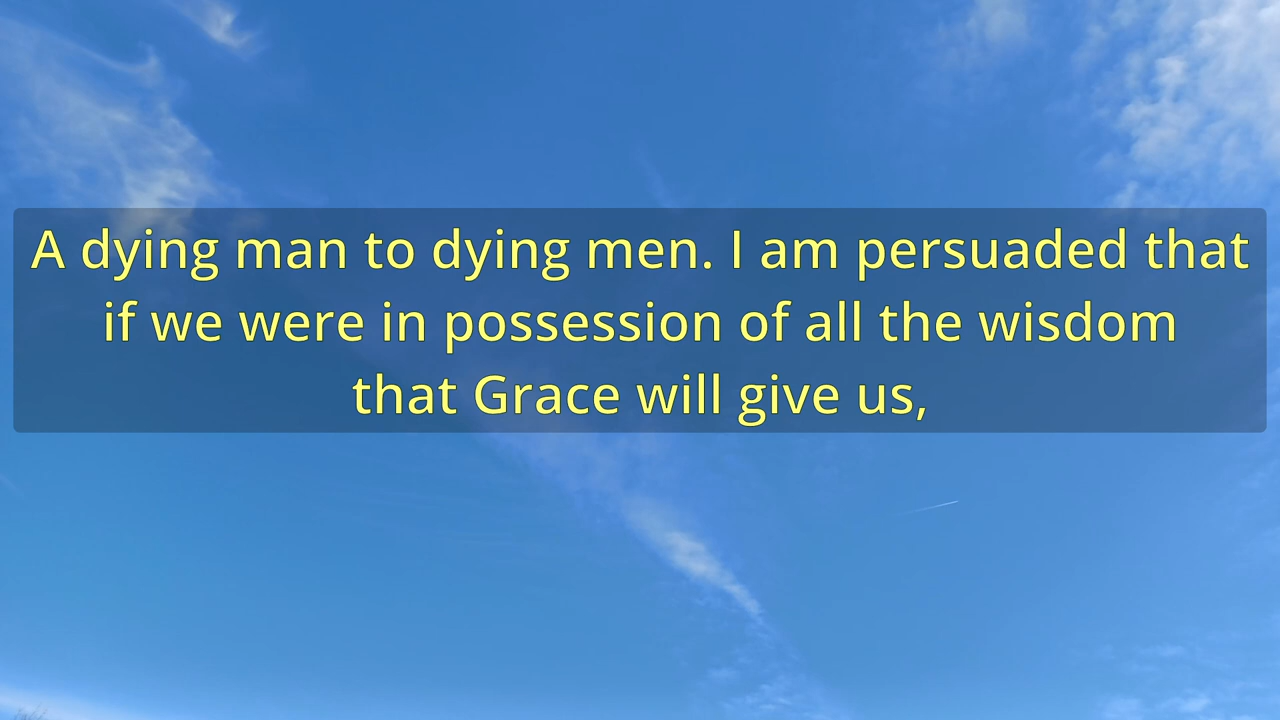 A dying man to dying men. I am persuaded that
if we were in possession of all the wisdom
that Grace will give us,